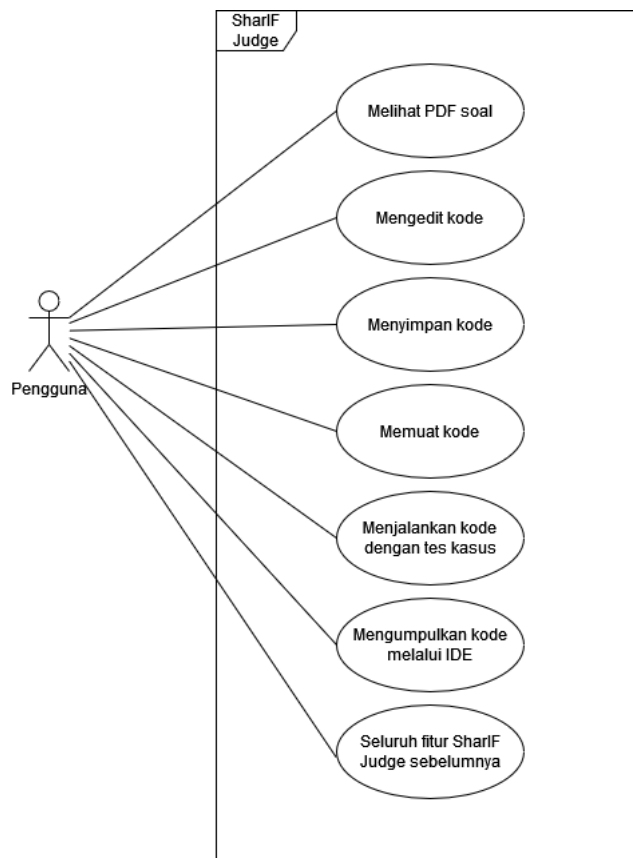 SharIF
Judge
Melihat PDF soal
Mengedit kode
Menyimpan kode
Pengguna
Memuat kode
Menjalankan kode
dengan tes kasus
Mengumpulkan kode
melalui IDE
Seluruh fitur SharIF
Judge sebelumnya